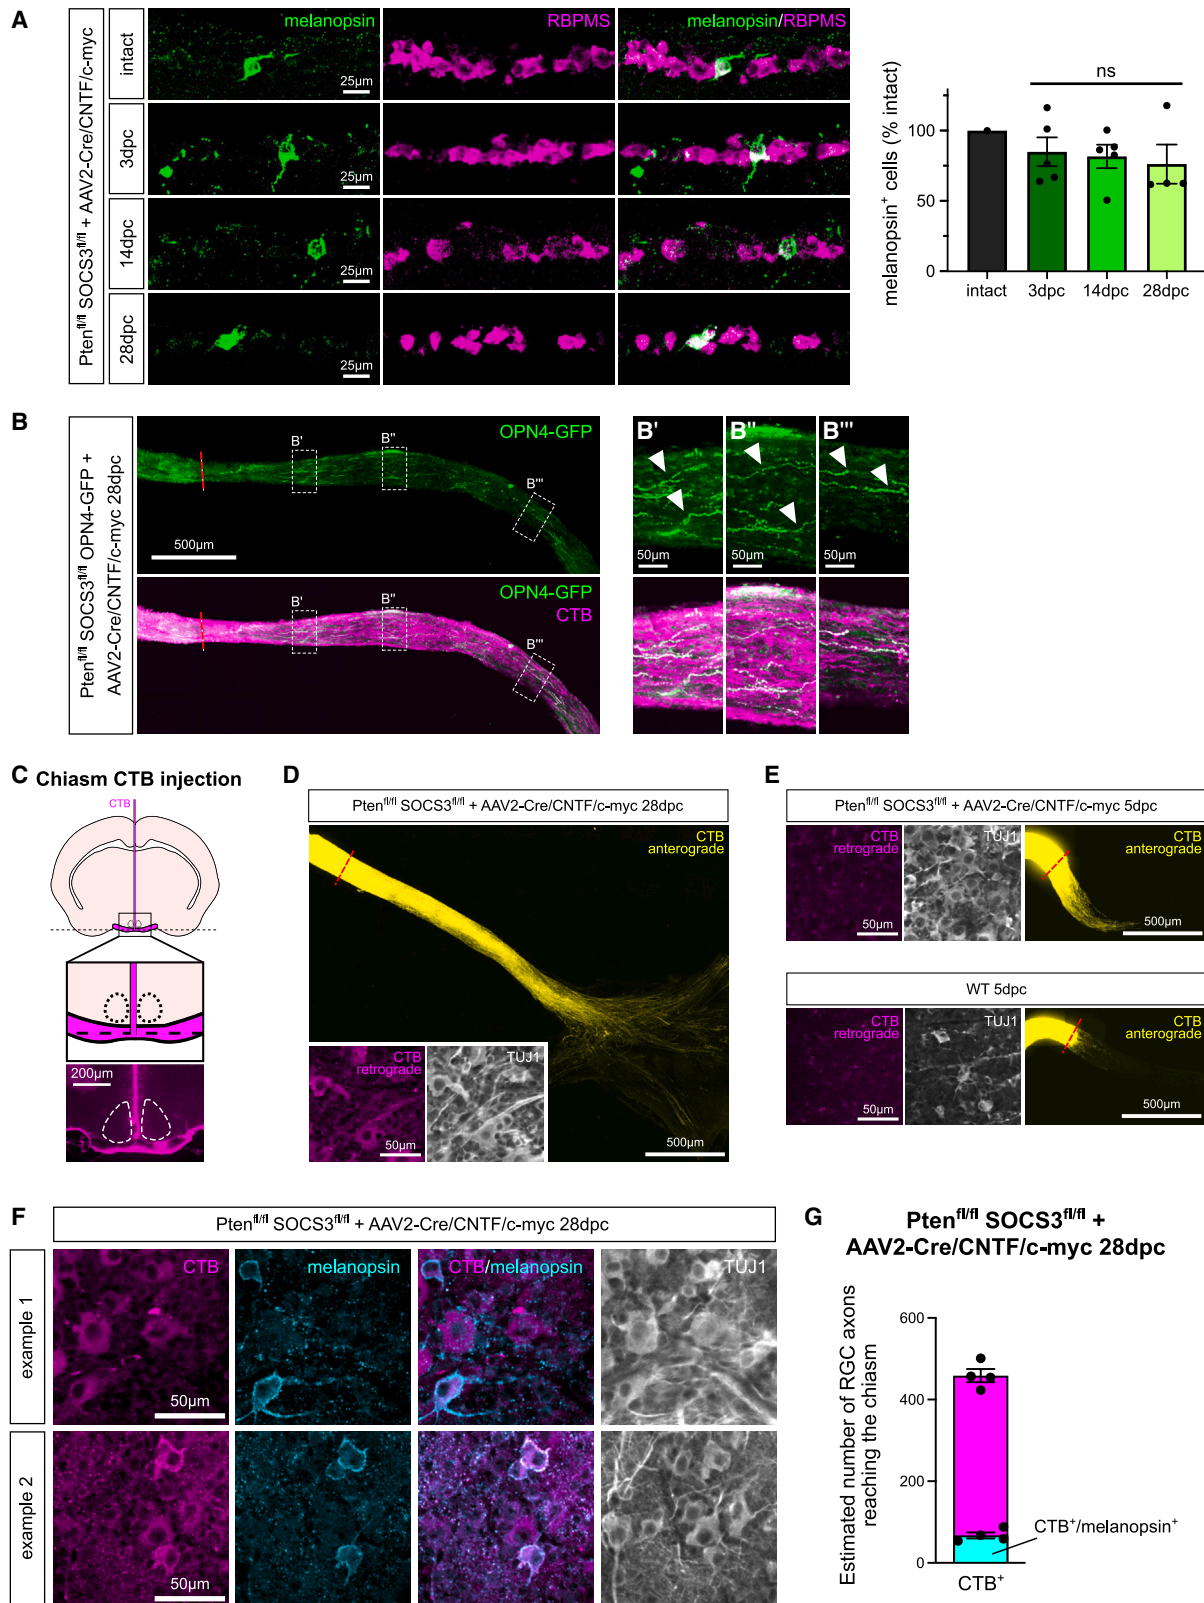 A
Pten^fl/fl SOCS3^fl/fl + AAV2-Cre/CNTF/c-myc
intact
3dpc
14dpc
28dpc
melanopsin
RBPMS
melanopsin/RBPMS
25µm
25µm
25µm
25µm
ns
melanopsin⁺ cells (% intact)
100
50
0
intact
3dpc
14dpc
28dpc
B
Pten^fl/fl SOCS3^fl/fl OPN4-GFP +
AAV2-Cre/CNTF/c-myc 28dpc
OPN4-GFP
B'
B''
B'''
500µm
OPN4-GFP
CTB
B'
B''
B'''
B'
B''
B'''
50µm
50µm
50µm
C
Chiasm CTB injection
CTB
200µm
D
Pten^fl/fl SOCS3^fl/fl + AAV2-Cre/CNTF/c-myc 28dpc
CTB
anterograde
CTB
retrograde
TUJ1
50µm
500µm
E
Pten^fl/fl SOCS3^fl/fl + AAV2-Cre/CNTF/c-myc 5dpc
CTB
retrograde
TUJ1
CTB
anterograde
50µm
500µm
WT 5dpc
CTB
retrograde
TUJ1
CTB
anterograde
50µm
500µm
F
Pten^fl/fl SOCS3^fl/fl + AAV2-Cre/CNTF/c-myc 28dpc
example 1
example 2
CTB
melanopsin
CTB/melanopsin
TUJ1
50µm
50µm
G
Pten^fl/fl SOCS3^fl/fl +
AAV2-Cre/CNTF/c-myc 28dpc
Estimated number of RGC axons
reaching the chiasm
600
400
200
0
CTB⁺/melanopsin⁺
CTB⁺